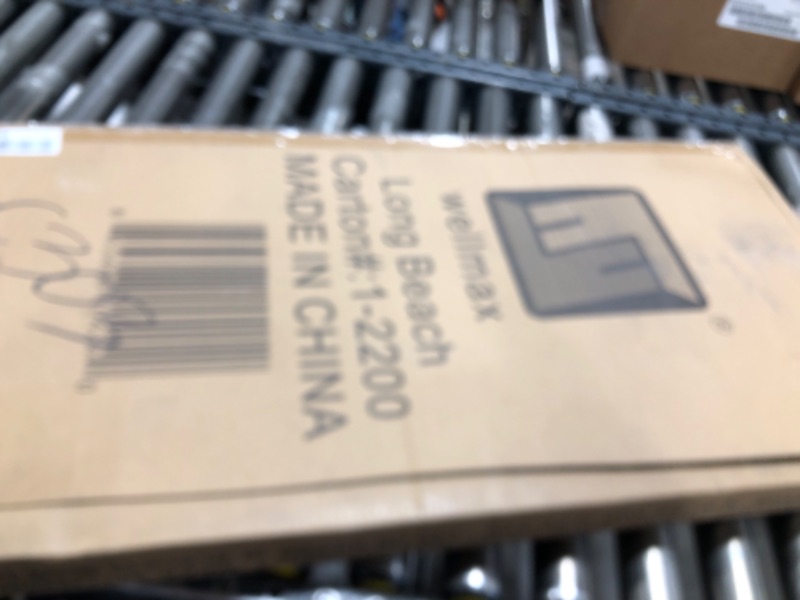 wellmax
Long Beach
Carton#:1-2200
MADE IN CHINA